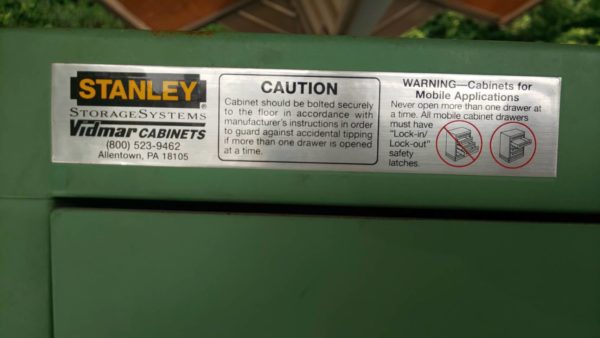 STANLEY®
STORAGESYSTEMS
Vidmar CABINETS
(800) 523-9462
Allentown, PA 18105
CAUTION
Cabinet should be bolted securely
to the floor in accordance with
manufacturer's instructions in order
to guard against accidental tipping
if more than one drawer is opened
at a time.
WARNING—Cabinets for
Mobile Applications
Never open more than one drawer at
a time. All mobile cabinet drawers
must have
"Lock-in/
Lock-out"
safety
latches.